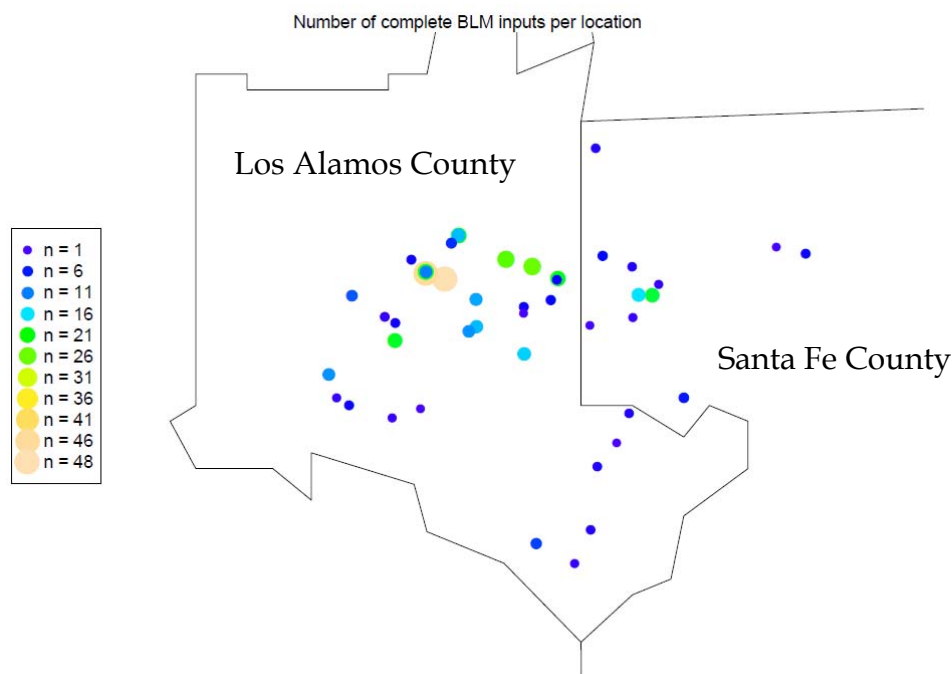 Number of complete BLM inputs per location
Los Alamos County
n = 1
n = 6
n = 11
n = 16
n = 21
n = 26
n = 31
n = 36
n = 41
n = 46
n = 48
Santa Fe County